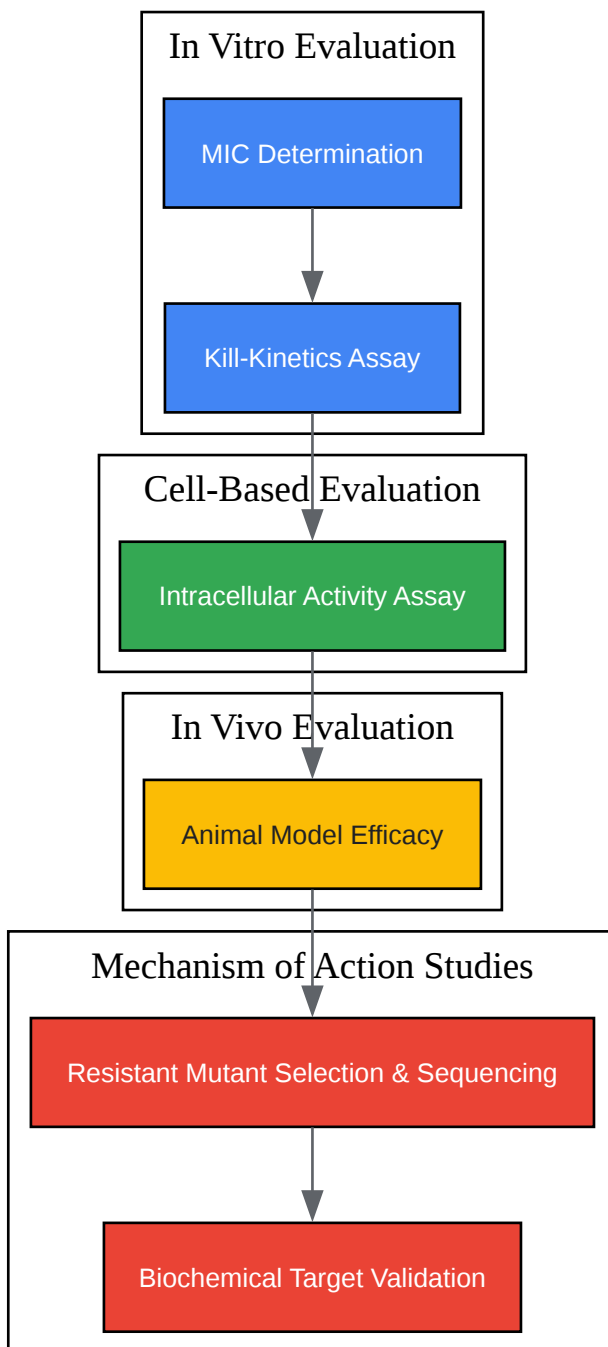 In Vitro Evaluation
MIC Determination
Kill-Kinetics Assay
Cell-Based Evaluation
Intracellular Activity Assay
In Vivo Evaluation
Animal Model Efficacy
Mechanism of Action Studies
Resistant Mutant Selection & Sequencing
Biochemical Target Validation